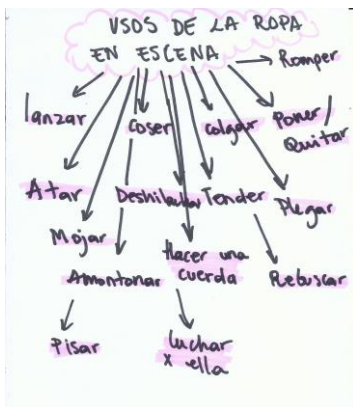 USOS DE LA ROPA
EN ESCENA
Romper
lanzar
coser
colgar
Poner/
Quitar
Atar
Deshilachar
Tender
Plegar
Mojar
Hacer una
cuerda
Amontonar
Rebuscar
Pisar
luchar
x ella